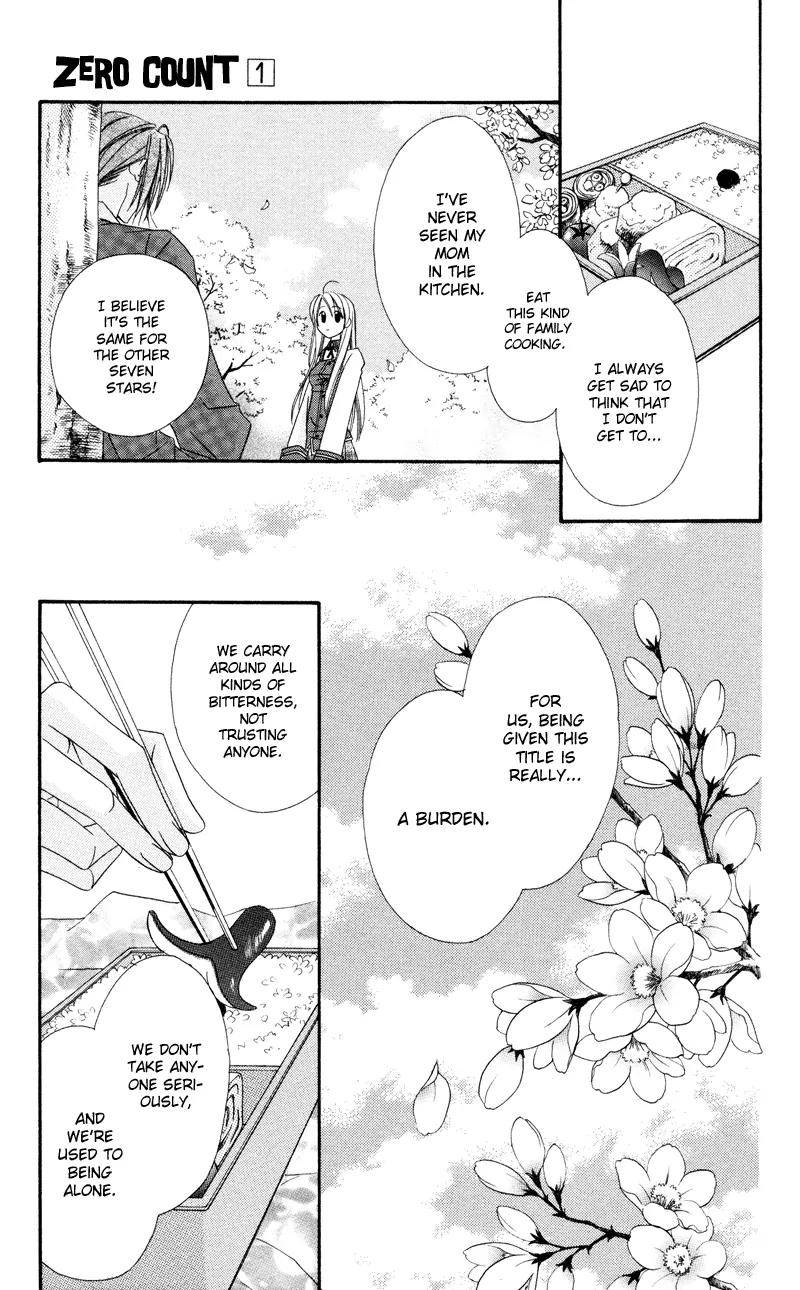 ZERO COUNT 1
I ALWAYS
GET SAD TO
THINK THAT
I DON'T
GET TO...
EAT
THIS KIND
OF FAMILY
COOKING.
I'VE
NEVER
SEEN MY
MOM
IN THE
KITCHEN.
I BELIEVE
IT'S THE
SAME FOR
THE OTHER
SEVEN
STARS!
FOR
US, BEING
GIVEN THIS
TITLE IS
REALLY...
A BURDEN.
WE CARRY
AROUND ALL
KINDS OF
BITTERNESS,
NOT
TRUSTING
ANYONE.
WE DON'T
TAKE ANY-
ONE SERI-
OUSLY,
AND
WE'RE
USED TO
BEING
ALONE.